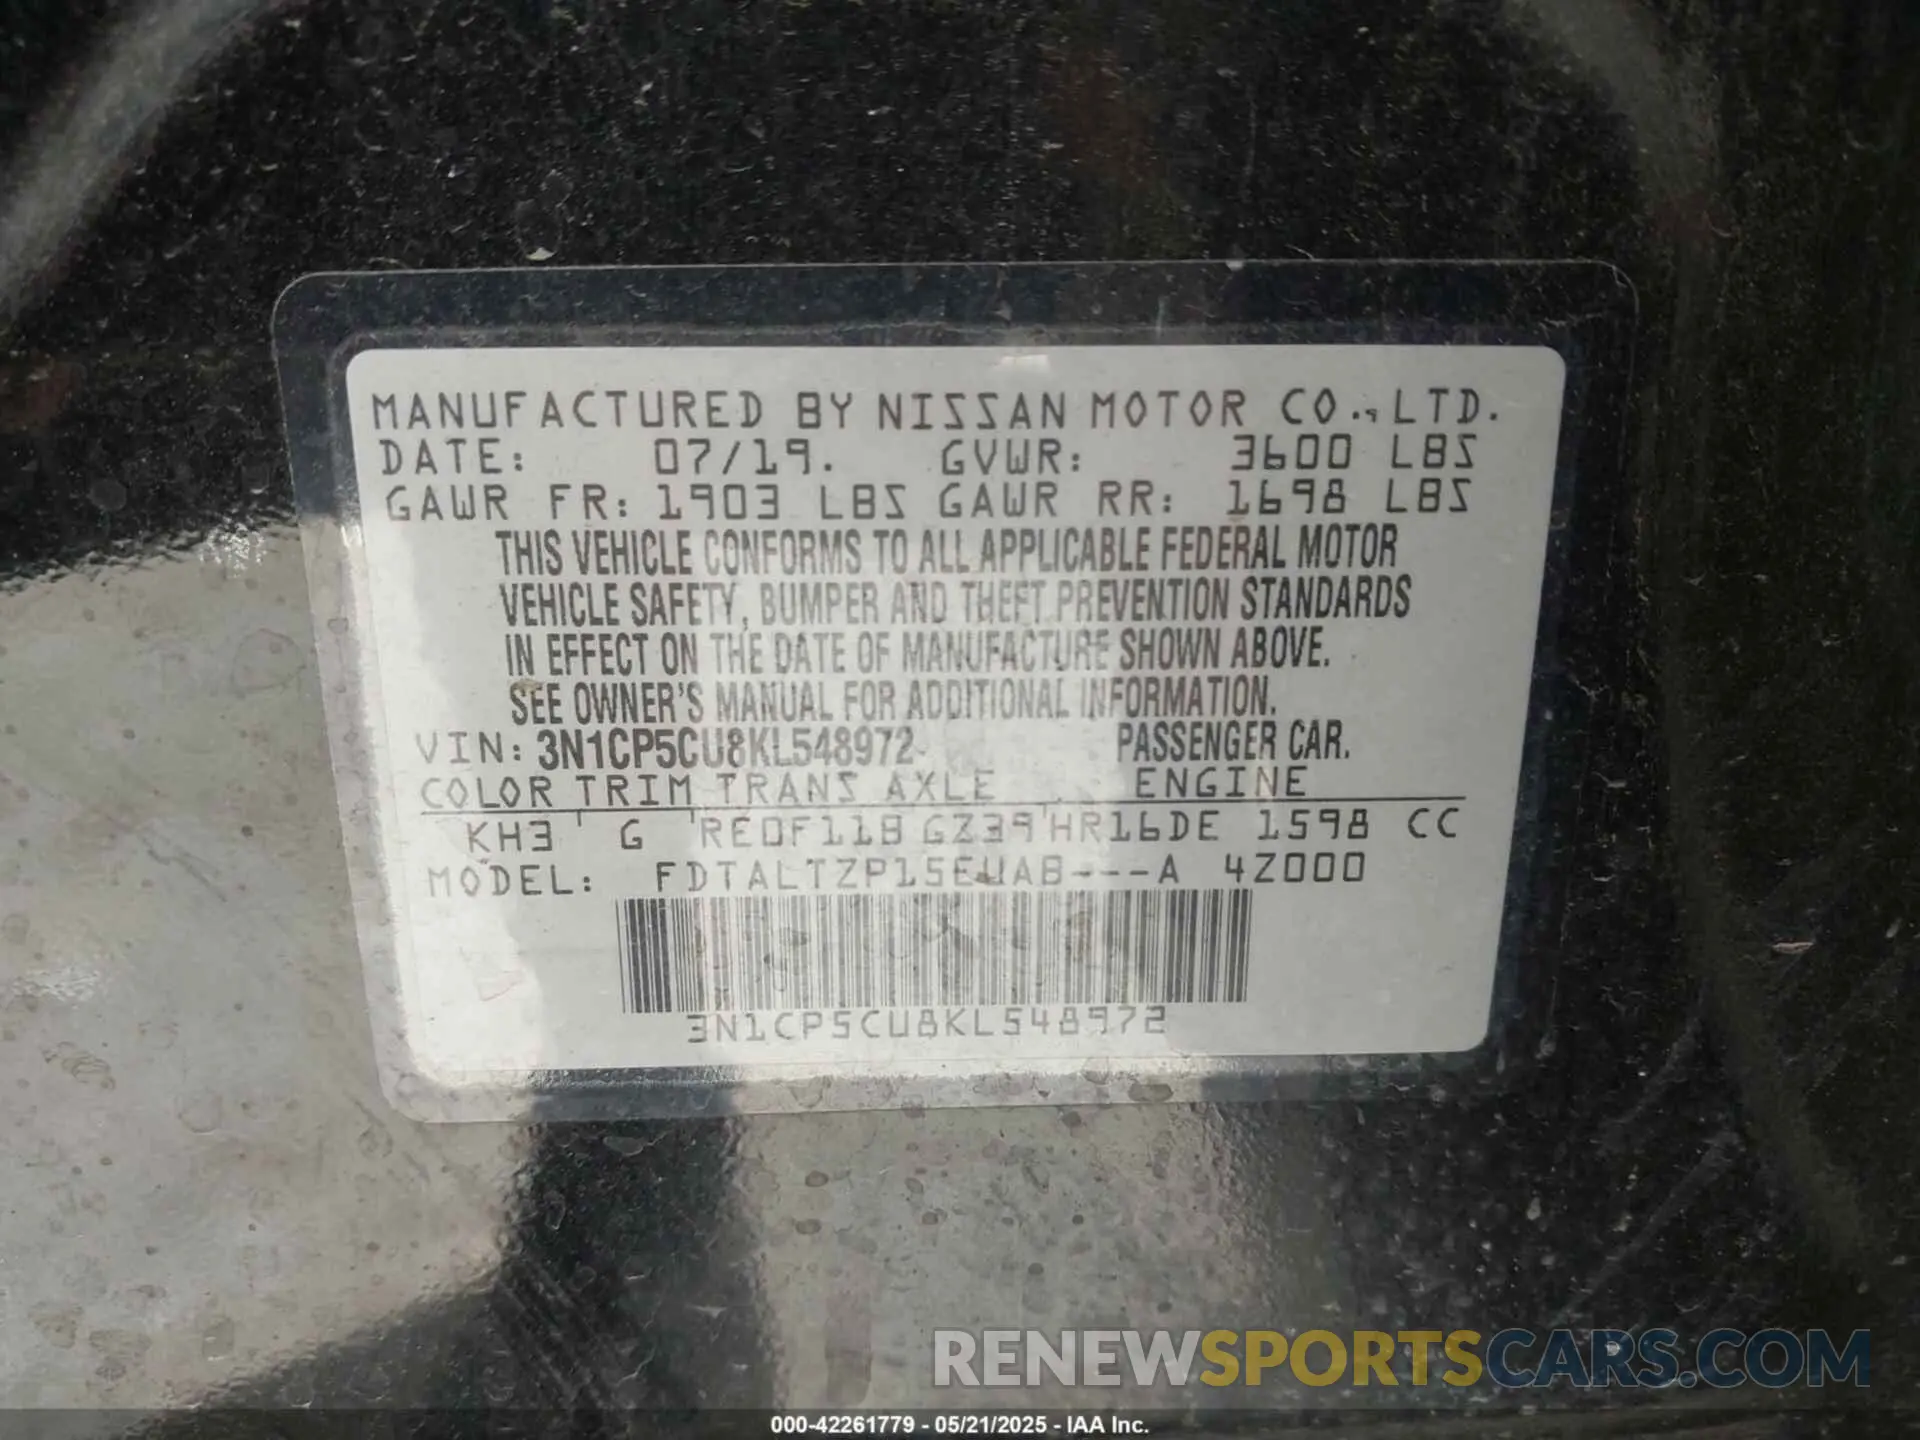 MANUFACTURED BY NISSAN MOTOR CO., LTD.
DATE: 07/19. GVWR: 3600 LBS
GAWR FR: 1903 LBS GAWR RR: 1698 LBS
THIS VEHICLE CONFORMS TO ALL APPLICABLE FEDERAL MOTOR
VEHICLE SAFETY, BUMPER AND THEFT PREVENTION STANDARDS
IN EFFECT ON THE DATE OF MANUFACTURE SHOWN ABOVE.
SEE OWNER'S MANUAL FOR ADDITIONAL INFORMATION.
VIN: 3N1CP5CU8KL548972 PASSENGER CAR.
COLOR TRIM TRANS AXLE ENGINE
KH3 G RE0F11B GZ39 HR16DE 1598 CC
MODEL: FDTALTZP15EUAB---A 4Z000
3N1CP5CU8KL548972
RENEWSPORTSCARS.COM
000-42261779 - 05/21/2025 - IAA Inc.